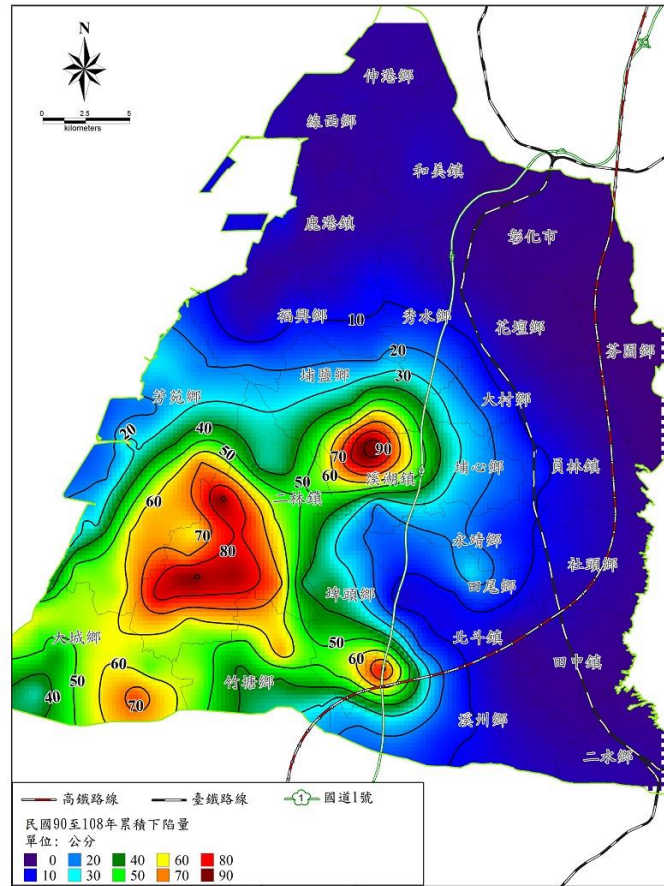 N
0 2.5 5
kilometers
伸港鄉
線西鄉
和美鎮
鹿港鎮
彰化市
福興鄉
10
秀水鄉
花壇鄉
芬園鄉
20
埔鹽鄉
30
芳苑鄉
大村鄉
20
40
50
70
90
60
溪湖鎮
埔心鄉
員林鎮
50
二林鎮
60
70
80
永靖鄉
社頭鄉
田尾鄉
埤頭鄉
大城鄉
50
北斗鎮
60
60
田中鎮
50
竹塘鄉
40
70
溪州鄉
二水鄉
高鐵路線 臺鐵路線 1 國道1號
民國90至108年累積下陷量
單位: 公分
0 20 40 60 80
10 30 50 70 90